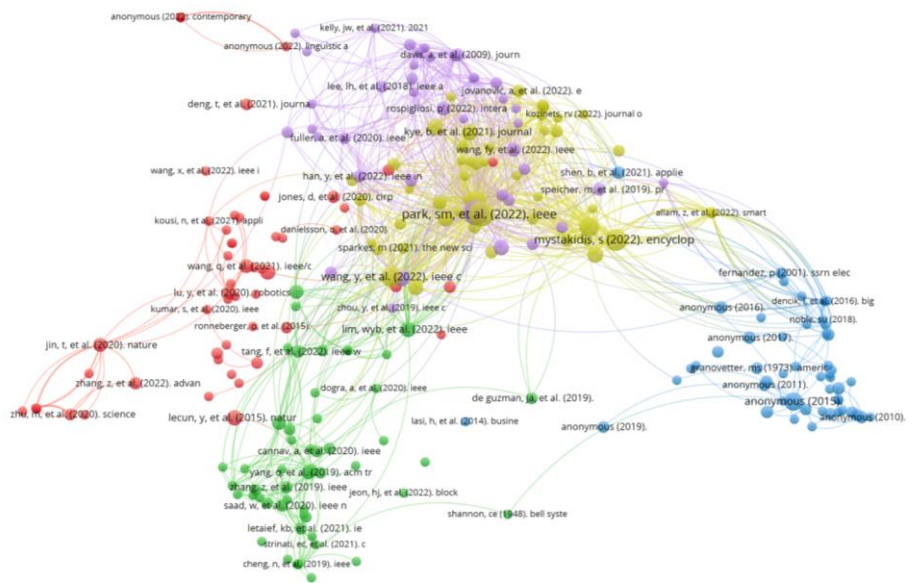 anonymous (2022). contemporary
kelly, jw, et al. (2021). 2021
anonymous (2022). linguistic a
davis, a, et al. (2009). journ
lee, lh, et al. (2018). ieee a
jovanović, a, et al. (2022). e
deng, t, et al. (2021). journa
rospigliosi, p (2022). intera
kozinets, rv (2022). journal o
fuller, a, et al. (2020). ieee
kye, b, et al. (2021). journal
wang, fy, et al. (2022). ieee
wang, x, et al. (2022). ieee i
han, y, et al. (2022). ieee in
shen, b, et al. (2021). applie
speicher, m, et al. (2019). pr
jones, d, et al. (2020). cirp
park, sm, et al. (2022). ieee
allam, z, et al. (2022). smart
kousi, n, et al. (2021). appli
danielsson, o, et al. (2020).
mystakidis, s (2022). encyclop
sparkes, m (2021). the new sci
wang, q, et al. (2021). ieee/c
wang, y, et al. (2022). ieee c
fernandez, p (2001). ssrn elec
lu, y, et al. (2020). robotics
kumar, s, et al. (2020). ieee
zhou, y, et al. (2019). ieee c
anonymous (2016).
dencik, l, et al. (2016). big
noble, su (2018).
ronneberger, o, et al. (2015).
lim, wyb, et al. (2022). ieee
anonymous (2017).
jin, t, et al. (2020). nature
tang, f, et al. (2022). ieee w
granovetter, ms (1973). americ
zhang, z, et al. (2022). advan
dogra, a, et al. (2020). ieee
anonymous (2011).
de guzman, ja, et al. (2019).
anonymous (2015).
zhu, m, et al. (2020). science
lecun, y, et al. (2015). natur
lasi, h, et al. (2014). busine
anonymous (2019).
anonymous (2010).
cannav, a, et al. (2020). ieee
yang, q, et al. (2019). acm tr
zhang, z, et al. (2019). ieee
jeon, hj, et al. (2022). block
saad, w, et al. (2020). ieee n
shannon, ce (1948). bell syste
letaief, kb, et al. (2021). ie
strinati, ec, et al. (2021). c
cheng, n, et al. (2019). ieee